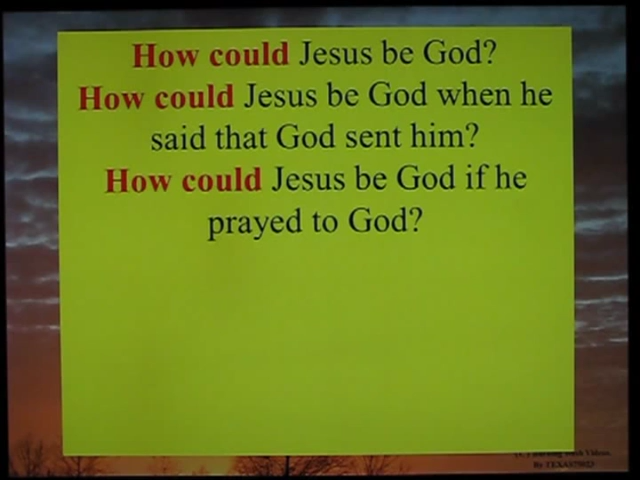 How could Jesus be God?
How could Jesus be God when he
said that God sent him?
How could Jesus be God if he
prayed to God?
Videos.